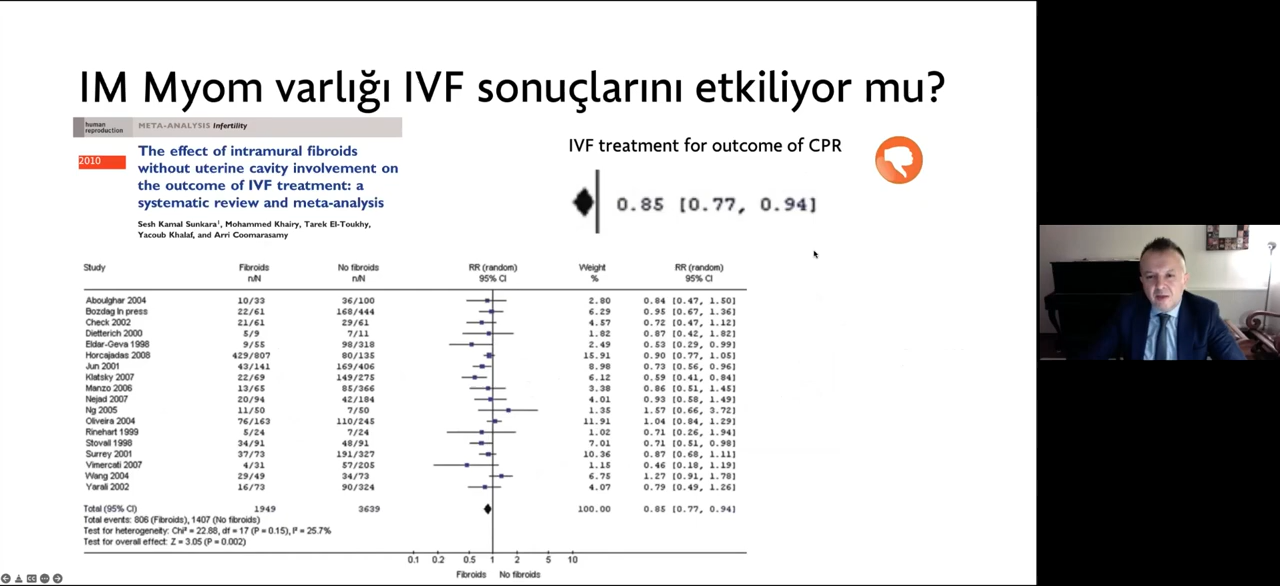 IM Myom varlığı IVF sonuçlarını etkiliyor mu?
human reproduction META-ANALYSIS Infertility
2010
The effect of intramural fibroids
without uterine cavity involvement on
the outcome of IVF treatment: a
systematic review and meta-analysis
Sesh Kamal Sunkara¹, Mohammed Khairy, Tarek El-Toukhy,
Yacoub Khalaf, and Arri Coomarasamy
IVF treatment for outcome of CPR
0.85 [0.77, 0.94]
Study Fibroids No fibroids RR (random) Weight RR (random)
n/N n/N 95% CI % 95% CI
Aboulghar 2004 10/33 36/100 2.80 0.84 [0.47, 1.50]
Bozdag In press 22/61 168/444 6.29 0.95 [0.67, 1.36]
Check 2002 21/61 29/61 4.57 0.72 [0.47, 1.12]
Dietterich 2000 5/9 7/11 1.82 0.87 [0.42, 1.82]
Eldar-Geva 1998 9/55 98/318 2.49 0.53 [0.29, 0.99]
Horcajadas 2008 429/807 80/135 15.91 0.90 [0.77, 1.05]
Jun 2001 43/141 169/406 8.98 0.73 [0.56, 0.96]
Klatsky 2007 22/69 149/275 6.12 0.59 [0.41, 0.84]
Manzo 2006 13/65 85/366 3.38 0.86 [0.51, 1.45]
Nejad 2007 20/94 42/184 4.01 0.93 [0.58, 1.49]
Ng 2005 11/50 7/50 1.35 1.57 [0.66, 3.72]
Oliveira 2004 76/163 110/245 11.91 1.04 [0.84, 1.29]
Rinehart 1999 5/24 7/24 1.02 0.71 [0.26, 1.94]
Stovall 1998 34/91 48/91 7.01 0.71 [0.51, 0.98]
Surrey 2001 37/73 191/327 10.36 0.87 [0.68, 1.11]
Vimercati 2007 4/31 57/205 1.15 0.46 [0.18, 1.19]
Wang 2004 29/49 34/73 6.75 1.27 [0.91, 1.78]
Yarali 2002 16/73 90/324 4.07 0.79 [0.49, 1.26]
Total (95% CI) 1949 3639 100.00 0.85 [0.77, 0.94]
Total events: 806 (Fibroids), 1407 (No fibroids)
Test for heterogeneity: Chi² = 22.88, df = 17 (P = 0.15), I² = 25.7%
Test for overall effect: Z = 3.05 (P = 0.002)
0.1 0.2 0.5 1 2 5 10
Fibroids No fibroids